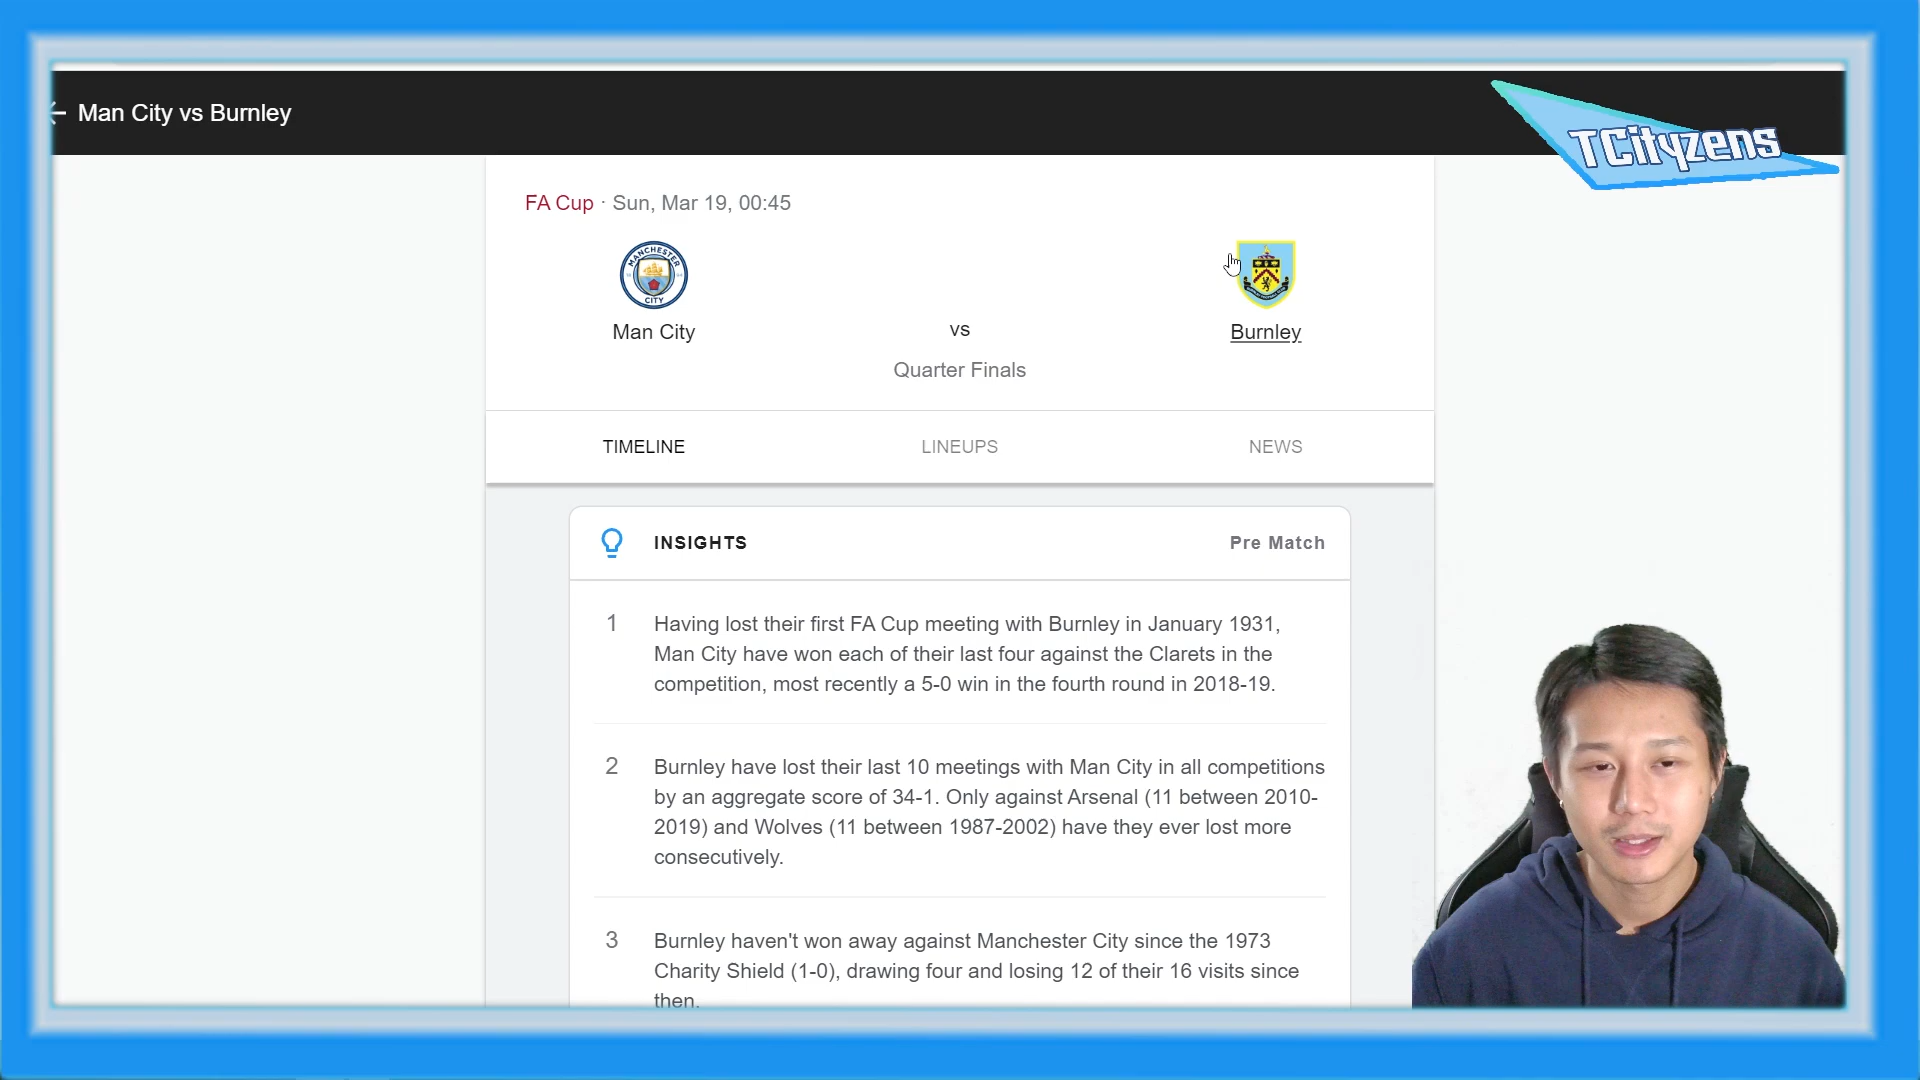 Man City vs Burnley
TCityzens
FA Cup · Sun, Mar 19, 00:45
MANCHESTER
CITY
Man City
vs
Burnley
Quarter Finals
TIMELINE
LINEUPS
NEWS
INSIGHTS
Pre Match
1
Having lost their first FA Cup meeting with Burnley in January 1931,
Man City have won each of their last four against the Clarets in the
competition, most recently a 5-0 win in the fourth round in 2018-19.
2
Burnley have lost their last 10 meetings with Man City in all competitions
by an aggregate score of 34-1. Only against Arsenal (11 between 2010-
2019) and Wolves (11 between 1987-2002) have they ever lost more
consecutively.
3
Burnley haven't won away against Manchester City since the 1973
Charity Shield (1-0), drawing four and losing 12 of their 16 visits since
then.